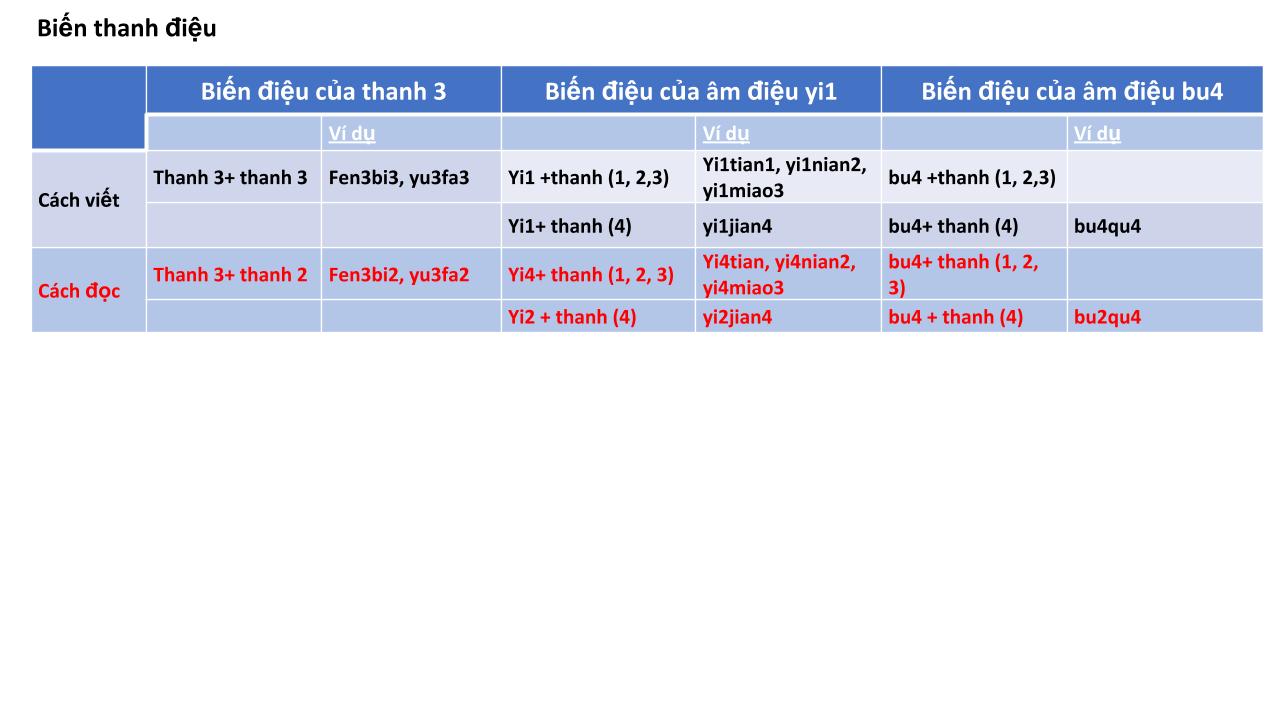 Biến thanh điệu
Biến điệu của thanh 3 Biến điệu của âm điệu yi1 Biến điệu của âm điệu bu4
Ví dụ Ví dụ Ví dụ
Cách viết
Thanh 3+ thanh 3 Fen3bi3, yu3fa3 Yi1 +thanh (1, 2,3) Yi1tian1, yi1nian2,
yi1miao3
bu4 +thanh (1, 2,3)
Yi1+ thanh (4) yi1jian4 bu4+ thanh (4) bu4qu4
Cách đọc
Thanh 3+ thanh 2 Fen3bi2, yu3fa2 Yi4+ thanh (1, 2, 3) Yi4tian, yi4nian2,
yi4miao3
bu4+ thanh (1, 2,
3)
Yi2 + thanh (4) yi2jian4 bu4 + thanh (4) bu2qu4